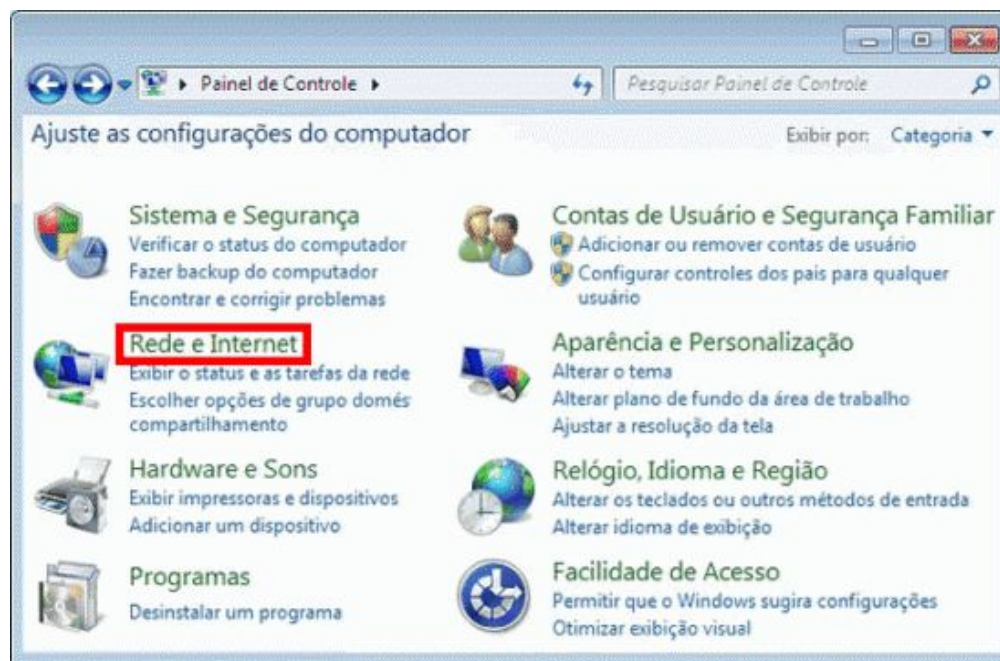 Painel de Controle
Pesquisar Painel de Controle
Ajuste as configurações do computador
Exibir por: Categoria
Sistema e Segurança
Verificar o status do computador
Fazer backup do computador
Encontrar e corrigir problemas
Rede e Internet
Exibir o status e as tarefas da rede
Escolher opções de grupo domés
compartilhamento
Hardware e Sons
Exibir impressoras e dispositivos
Adicionar um dispositivo
Programas
Desinstalar um programa
Contas de Usuário e Segurança Familiar
Adicionar ou remover contas de usuário
Configurar controles dos pais para qualquer
usuário
Aparência e Personalização
Alterar o tema
Alterar plano de fundo da área de trabalho
Ajustar a resolução da tela
Relógio, Idioma e Região
Alterar os teclados ou outros métodos de entrada
Alterar idioma de exibição
Facilidade de Acesso
Permitir que o Windows sugira configurações
Otimizar exibição visual